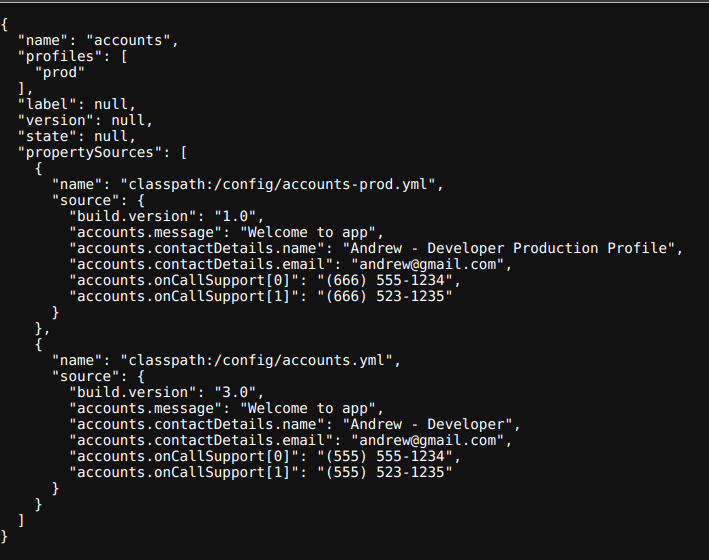 {
  "name": "accounts",
  "profiles": [
    "prod"
  ],
  "label": null,
  "version": null,
  "state": null,
  "propertySources": [
    {
      "name": "classpath:/config/accounts-prod.yml",
      "source": {
        "build.version": "1.0",
        "accounts.message": "Welcome to app",
        "accounts.contactDetails.name": "Andrew - Developer Production Profile",
        "accounts.contactDetails.email": "andrew@gmail.com",
        "accounts.onCallSupport[0]": "(666) 555-1234",
        "accounts.onCallSupport[1]": "(666) 523-1235"
      }
    },
    {
      "name": "classpath:/config/accounts.yml",
      "source": {
        "build.version": "3.0",
        "accounts.message": "Welcome to app",
        "accounts.contactDetails.name": "Andrew - Developer",
        "accounts.contactDetails.email": "andrew@gmail.com",
        "accounts.onCallSupport[0]": "(555) 555-1234",
        "accounts.onCallSupport[1]": "(555) 523-1235"
      }
    }
  ]
}